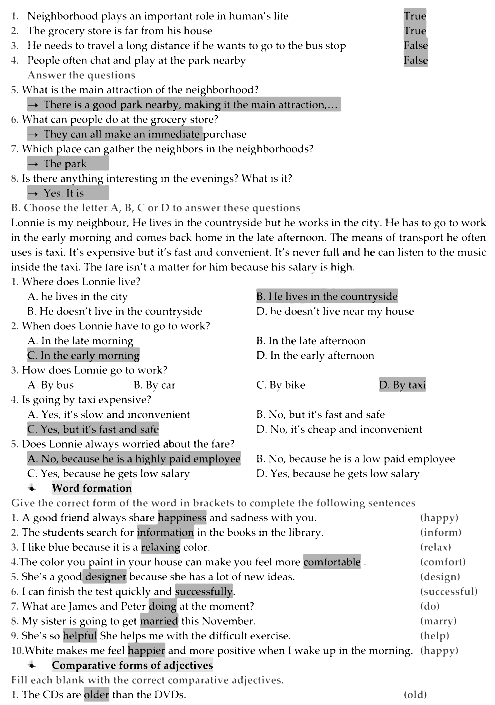 1. Neighborhood plays an important role in human's life True
2. The grocery store is far from his house True
3. He needs to travel a long distance if he wants to go to the bus stop False
4. People often chat and play at the park nearby False
Answer the questions
5. What is the main attraction of the neighborhood?
→ There is a good park nearby, making it the main attraction,...
6. What can people do at the grocery store?
→ They can all make an immediate purchase
7. Which place can gather the neighbors in the neighborhoods?
→ The park
8. Is there anything interesting in the evenings? What is it?
→ Yes. It is
B. Choose the letter A, B, C or D to answer these questions
Lonnie is my neighbour, He lives in the countryside but he works in the city. He has to go to work
in the early morning and comes back home in the late afternoon. The means of transport he often
uses is taxi. It's expensive but it's fast and convenient. It's never full and he can listen to the music
inside the taxi. The fare isn't a matter for him because his salary is high.
1. Where does Lonnie live?
A. he lives in the city B. He lives in the countryside
B. He doesn't live in the countryside D. he doesn't live near my house
2. When does Lonnie have to go to work?
A. In the late morning B. In the late afternoon
C. In the early morning D. In the early afternoon
3. How does Lonnie go to work?
A. By bus B. By car C. By bike D. By taxi
4. Is going by taxi expensive?
A. Yes, it's slow and inconvenient B. No, but it's fast and safe
C. Yes, but it's fast and safe D. No, it's cheap and inconvenient
5. Does Lonnie always worried about the fare?
A. No, because he is a highly paid employee B. No, because he is a low paid employee
C. Yes, because he gets low salary D. Yes, because he gets low salary
Word formation
Give the correct form of the word in brackets to complete the following sentences
1. A good friend always share happiness and sadness with you. (happy)
2. The students search for information in the books in the library. (inform)
3. I like blue because it is a relaxing color. (relax)
4.The color you paint in your house can make you feel more comfortable . (comfort)
5. She's a good designer because she has a lot of new ideas. (design)
6. I can finish the test quickly and successfully. (successful)
7. What are James and Peter doing at the moment? (do)
8. My sister is going to get married this November. (marry)
9. She's so helpful She helps me with the difficult exercise. (help)
10.White makes me feel happier and more positive when I wake up in the morning. (happy)
Comparative forms of adjectives
Fill each blank with the correct comparative adjectives.
1. The CDs are older than the DVDs. (old)